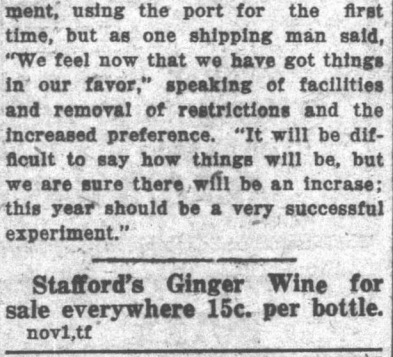 ment, using the port for the first
time, but as one shipping man said,
"We feel now that we have got things
in our favor," speaking of facilities
and removal of restrictions and the
increased preference. "It will be dif-
ficult to say how things will be, but
we are sure there will be an incrase;
this year should be a very successful
experiment."
Stafford's Ginger Wine for
sale everywhere 15c. per bottle.
nov1,tf